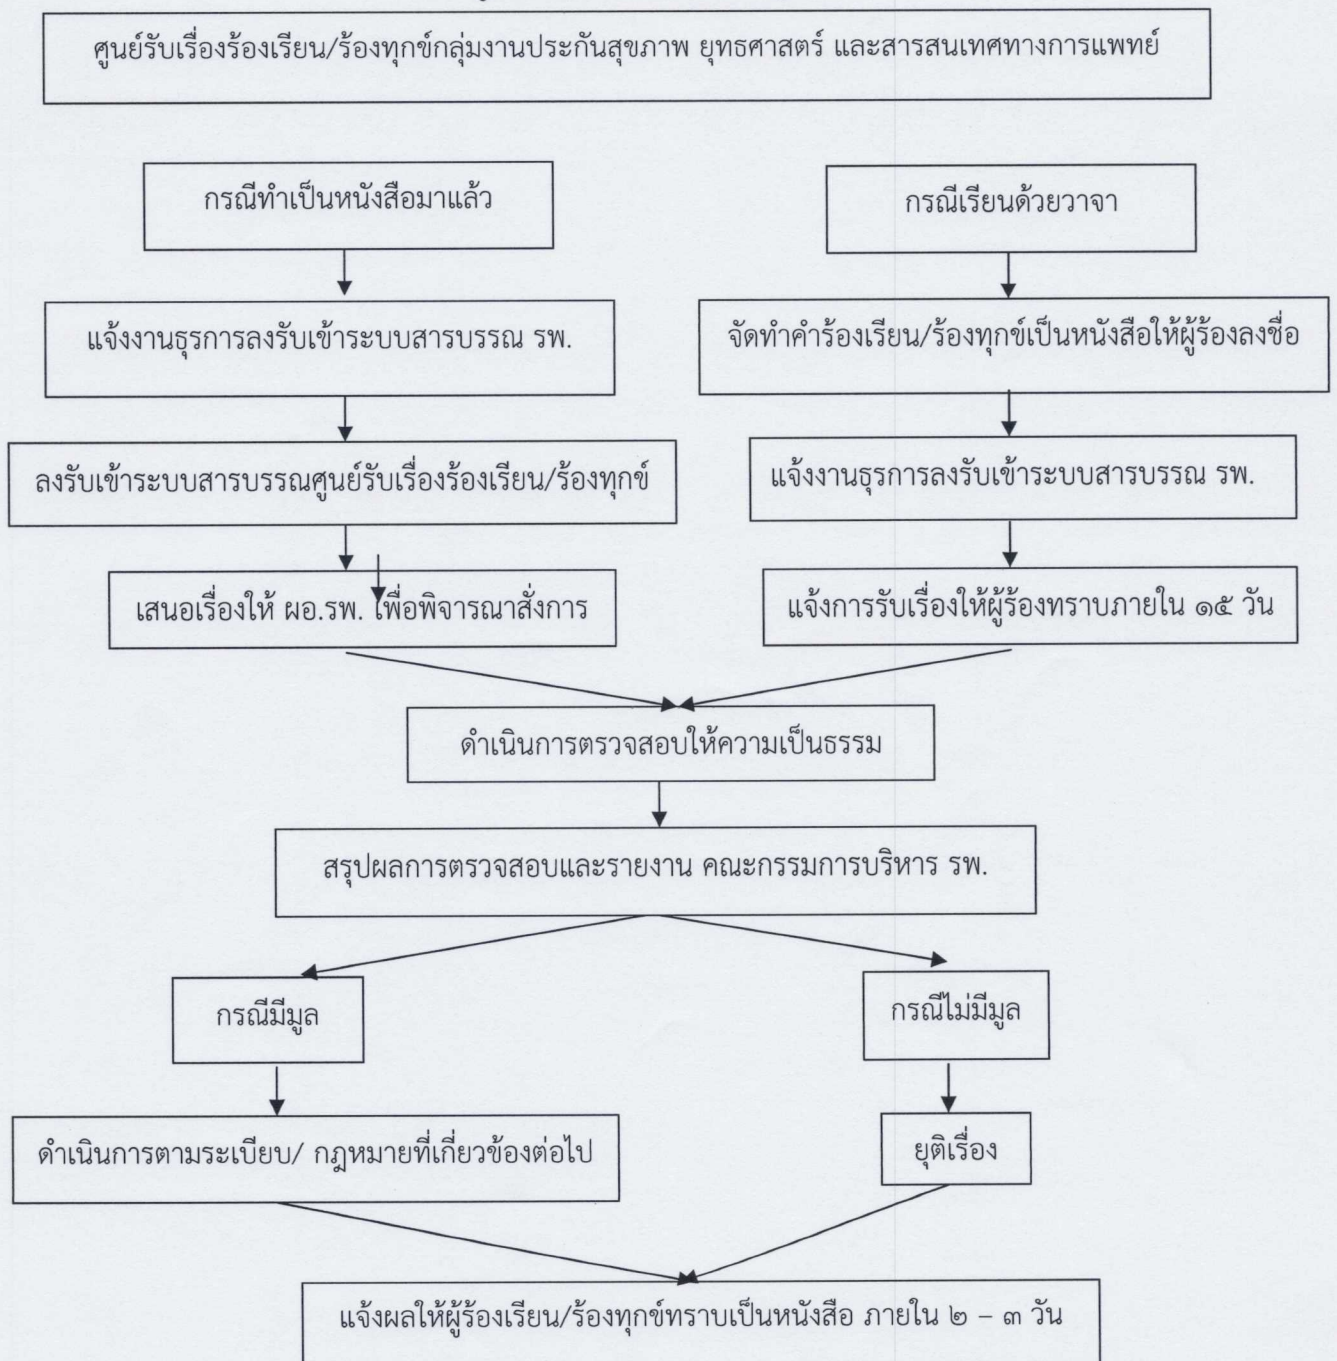 ศูนย์รับเรื่องร้องเรียน/ร้องทุกข์กลุ่มงานประกันสุขภาพ ยุทธศาสตร์ และสารสนเทศทางการแพทย์
กรณีทำเป็นหนังสือมาแล้ว
กรณีเรียนด้วยวาจา
แจ้งงานธุรการลงรับเข้าระบบสารบรรณ รพ.
จัดทำคำร้องเรียน/ร้องทุกข์เป็นหนังสือให้ผู้ร้องลงชื่อ
ลงรับเข้าระบบสารบรรณศูนย์รับเรื่องร้องเรียน/ร้องทุกข์
แจ้งงานธุรการลงรับเข้าระบบสารบรรณ รพ.
เสนอเรื่องให้ ผอ.รพ. เพื่อพิจารณาสั่งการ
แจ้งการรับเรื่องให้ผู้ร้องทราบภายใน ๑๕ วัน
ดำเนินการตรวจสอบให้ความเป็นธรรม
สรุปผลการตรวจสอบและรายงาน คณะกรรมการบริหาร รพ.
กรณีมีมูล
กรณีไม่มีมูล
ดำเนินการตามระเบียบ/ กฎหมายที่เกี่ยวข้องต่อไป
ยุติเรื่อง
แจ้งผลให้ผู้ร้องเรียน/ร้องทุกข์ทราบเป็นหนังสือ ภายใน ๒ – ๓ วัน